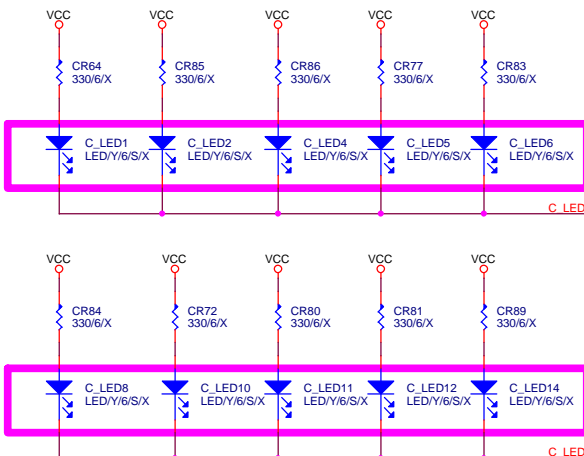 VCC VCC VCC VCC VCC
CR64 CR85 CR86 CR77 CR83
330/6/X 330/6/X 330/6/X 330/6/X 330/6/X
C_LED1 C_LED2 C_LED4 C_LED5 C_LED6
LED/Y/6/S/X LED/Y/6/S/X LED/Y/6/S/X LED/Y/6/S/X LED/Y/6/S/X
C_LED
VCC VCC VCC VCC VCC
CR84 CR72 CR80 CR81 CR89
330/6/X 330/6/X 330/6/X 330/6/X 330/6/X
C_LED8 C_LED10 C_LED11 C_LED12 C_LED14
LED/Y/6/S/X LED/Y/6/S/X LED/Y/6/S/X LED/Y/6/S/X LED/Y/6/S/X
C_LED